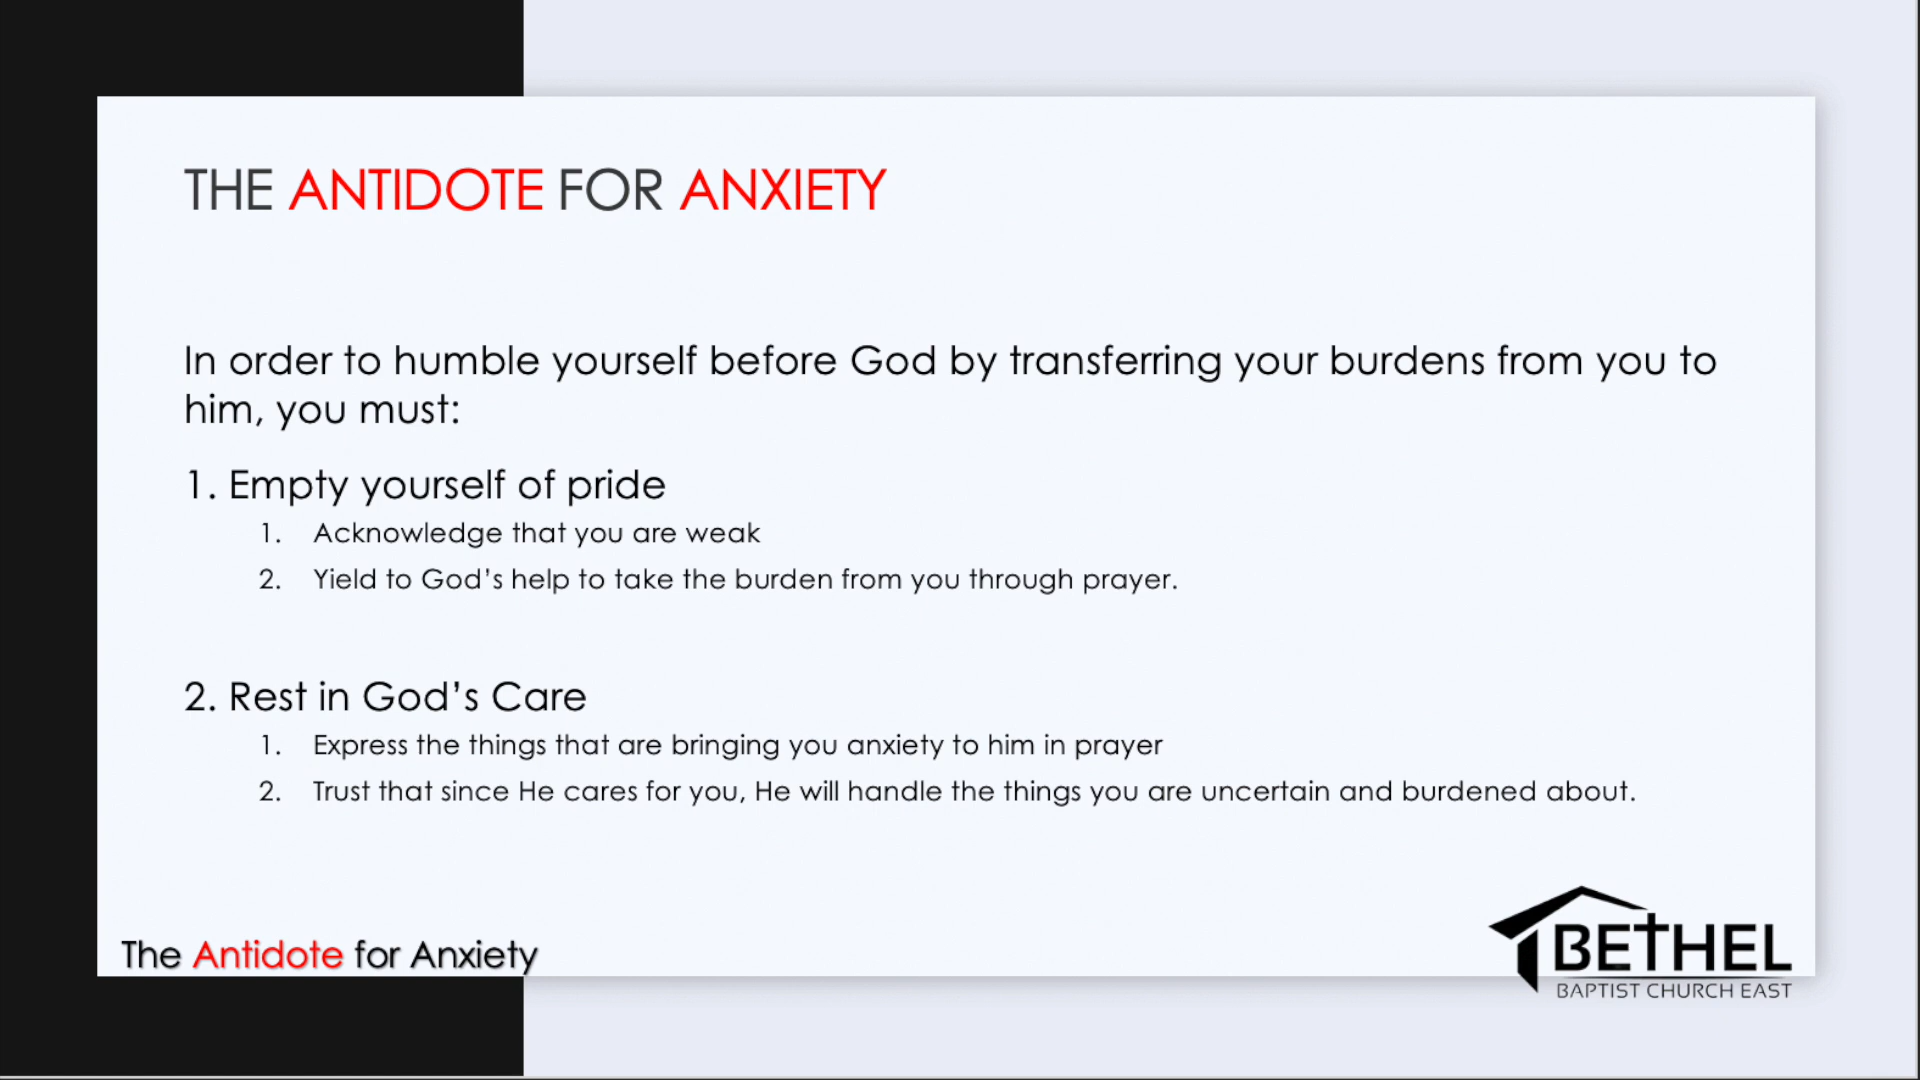 THE ANTIDOTE FOR ANXIETY
In order to humble yourself before God by transferring your burdens from you to
him, you must:
1. Empty yourself of pride
1. Acknowledge that you are weak
2. Yield to God’s help to take the burden from you through prayer.
2. Rest in God’s Care
1. Express the things that are bringing you anxiety to him in prayer
2. Trust that since He cares for you, He will handle the things you are uncertain and burdened about.
The Antidote for Anxiety
BETHEL
BAPTIST CHURCH EAST